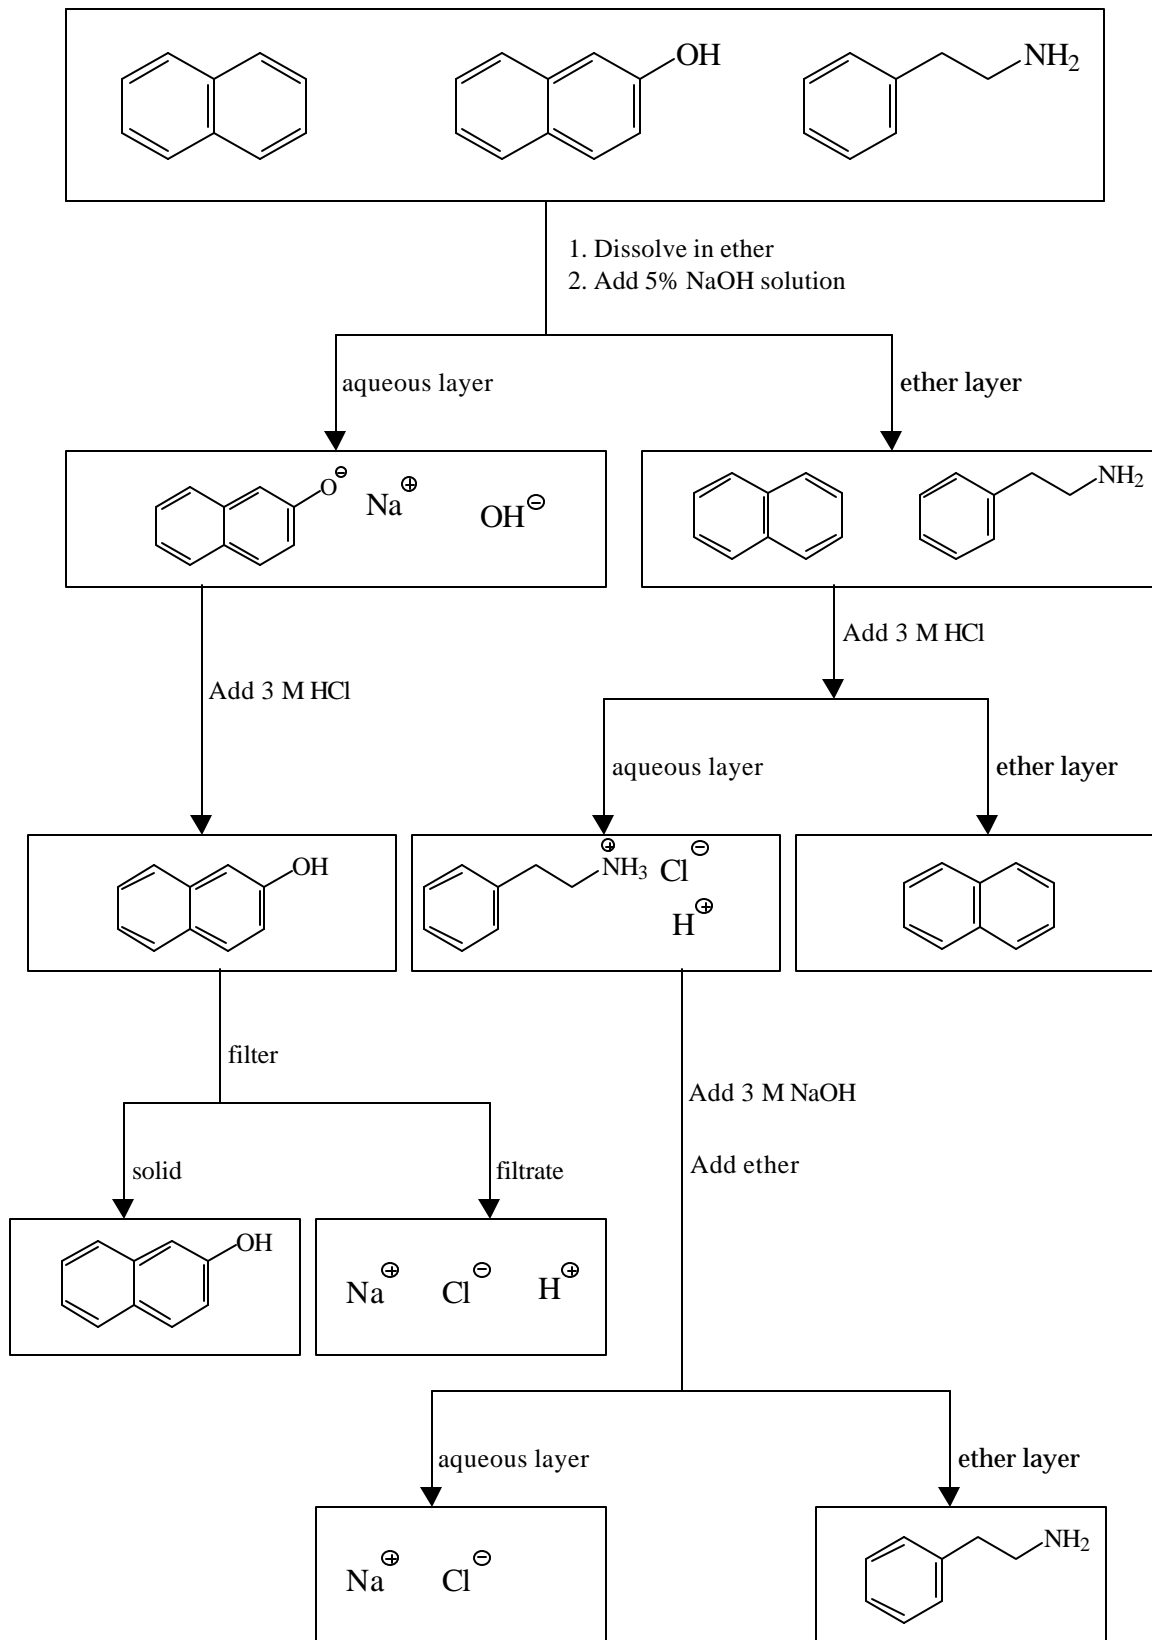 OH
NH2
1. Dissolve in ether
2. Add 5% NaOH solution
aqueous layer
ether layer
O⊖ Na⊕ OH⊖
NH2
Add 3 M HCl
Add 3 M HCl
aqueous layer
ether layer
OH
⊕NH3 Cl⊖
H⊕
filter
Add 3 M NaOH
Add ether
solid
filtrate
OH
Na⊕ Cl⊖ H⊕
aqueous layer
ether layer
Na⊕ Cl⊖
NH2